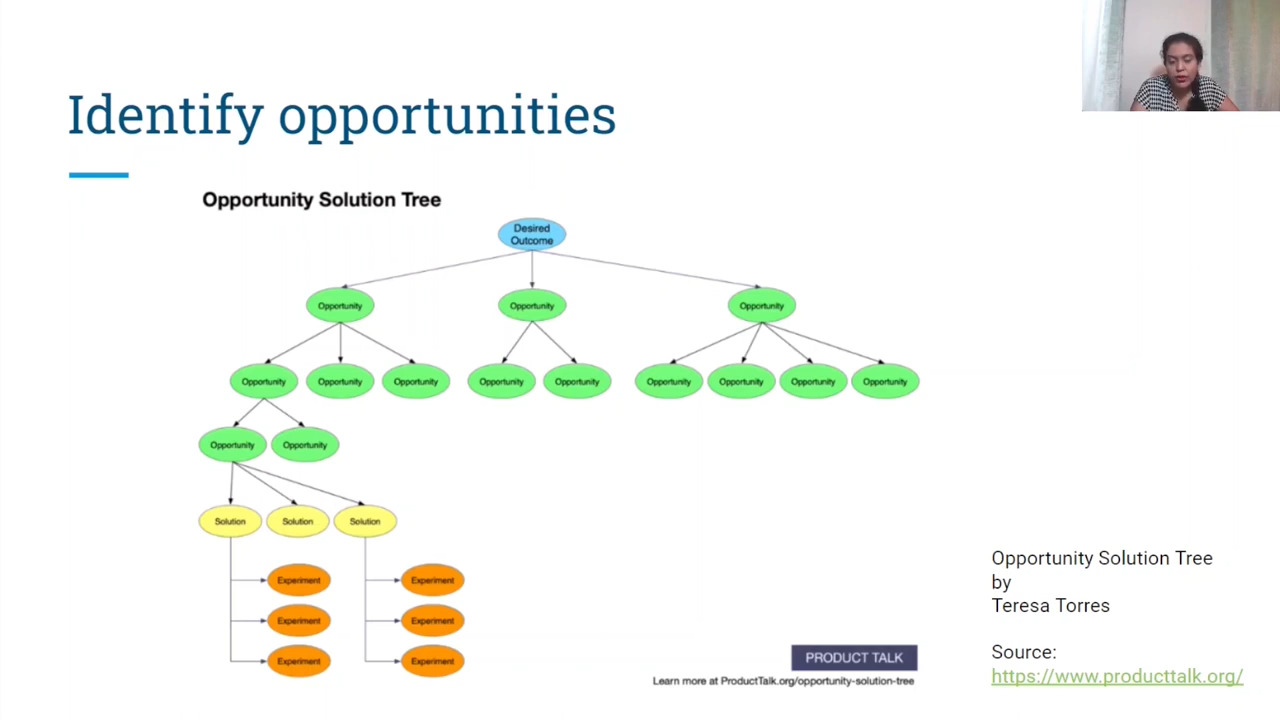 Identify opportunities
Opportunity Solution Tree
Desired
Outcome
Opportunity Opportunity Opportunity
Opportunity Opportunity Opportunity Opportunity Opportunity Opportunity Opportunity Opportunity Opportunity
Opportunity Opportunity
Solution Solution Solution
Experiment Experiment
Experiment Experiment
Experiment Experiment
PRODUCT TALK
Learn more at ProductTalk.org/opportunity-solution-tree
Opportunity Solution Tree
by
Teresa Torres
Source:
https://www.producttalk.org/